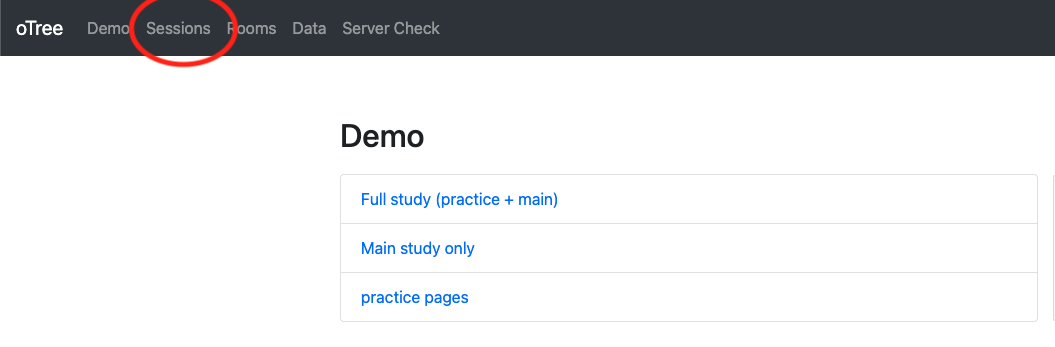 oTree Demo Sessions Rooms Data Server Check
Demo
Full study (practice + main)
Main study only
practice pages